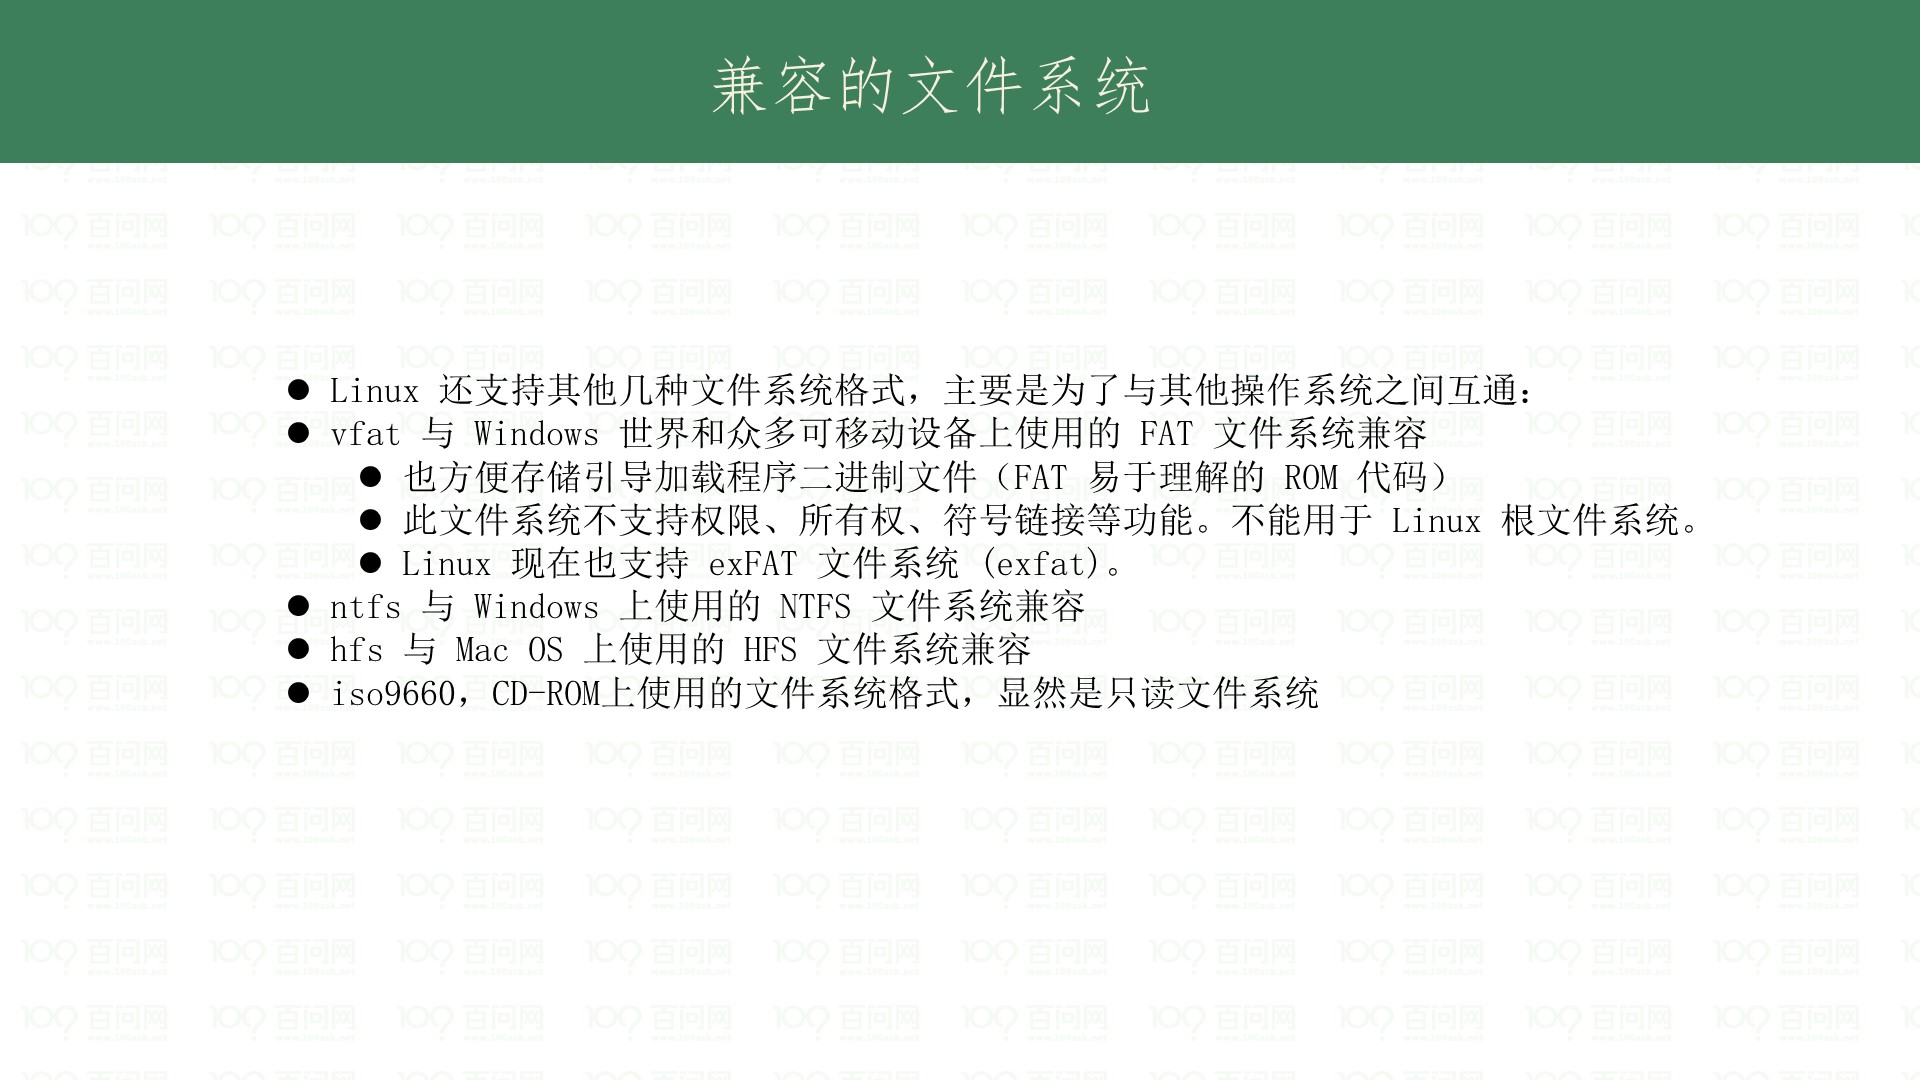 兼容的文件系统
● Linux 还支持其他几种文件系统格式，主要是为了与其他操作系统之间互通：
● vfat 与 Windows 世界和众多可移动设备上使用的 FAT 文件系统兼容
● 也方便存储引导加载程序二进制文件（FAT 易于理解的 ROM 代码）
● 此文件系统不支持权限、所有权、符号链接等功能。不能用于 Linux 根文件系统。
● Linux 现在也支持 exFAT 文件系统 (exfat)。
● ntfs 与 Windows 上使用的 NTFS 文件系统兼容
● hfs 与 Mac OS 上使用的 HFS 文件系统兼容
● iso9660，CD-ROM上使用的文件系统格式，显然是只读文件系统
百问网
www.100ask.net